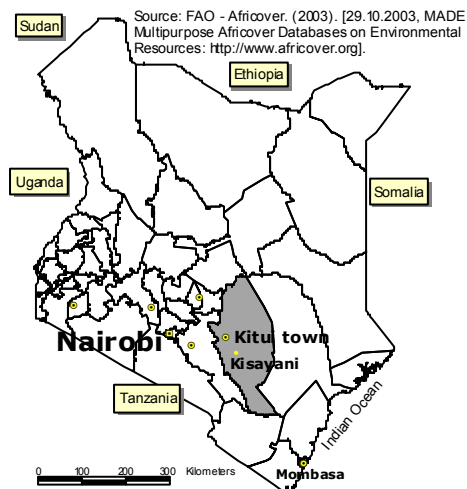 Source: FAO - Africover. (2003). [29.10.2003, MADE
Multipurpose Africover Databases on Environmental
Resources: http://www.africover.org].
Sudan
Ethiopia
Uganda
Somalia
Nairobi
Kitui town
Kisayani
Tanzania
Indian Ocean
Mombasa
0 100 200 300 Kilometers